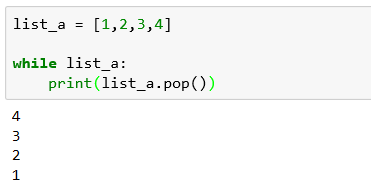 list_a = [1,2,3,4]
while list_a:
    print(list_a.pop())
4
3
2
1